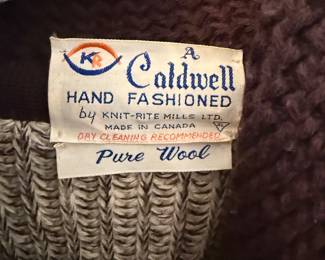 KR
A
Caldwell
HAND FASHIONED
by KNIT-RITE MILLS LTD.
MADE IN CANADA
DRY CLEANING RECOMMENDED
Pure Wool